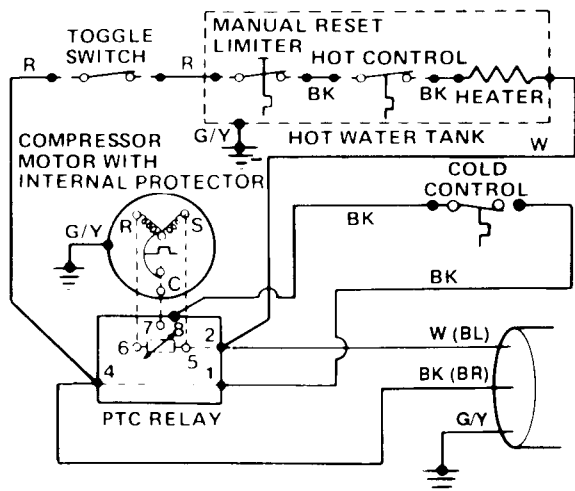 MANUAL RESET
LIMITER
TOGGLE
SWITCH
HOT CONTROL
R
R
BK
BK
HEATER
G/Y
HOT WATER TANK
W
COMPRESSOR
MOTOR WITH
INTERNAL PROTECTOR
COLD
CONTROL
R
S
G/Y
BK
C
BK
7
8
2
6
5
W (BL)
4
1
BK (BR)
PTC RELAY
G/Y